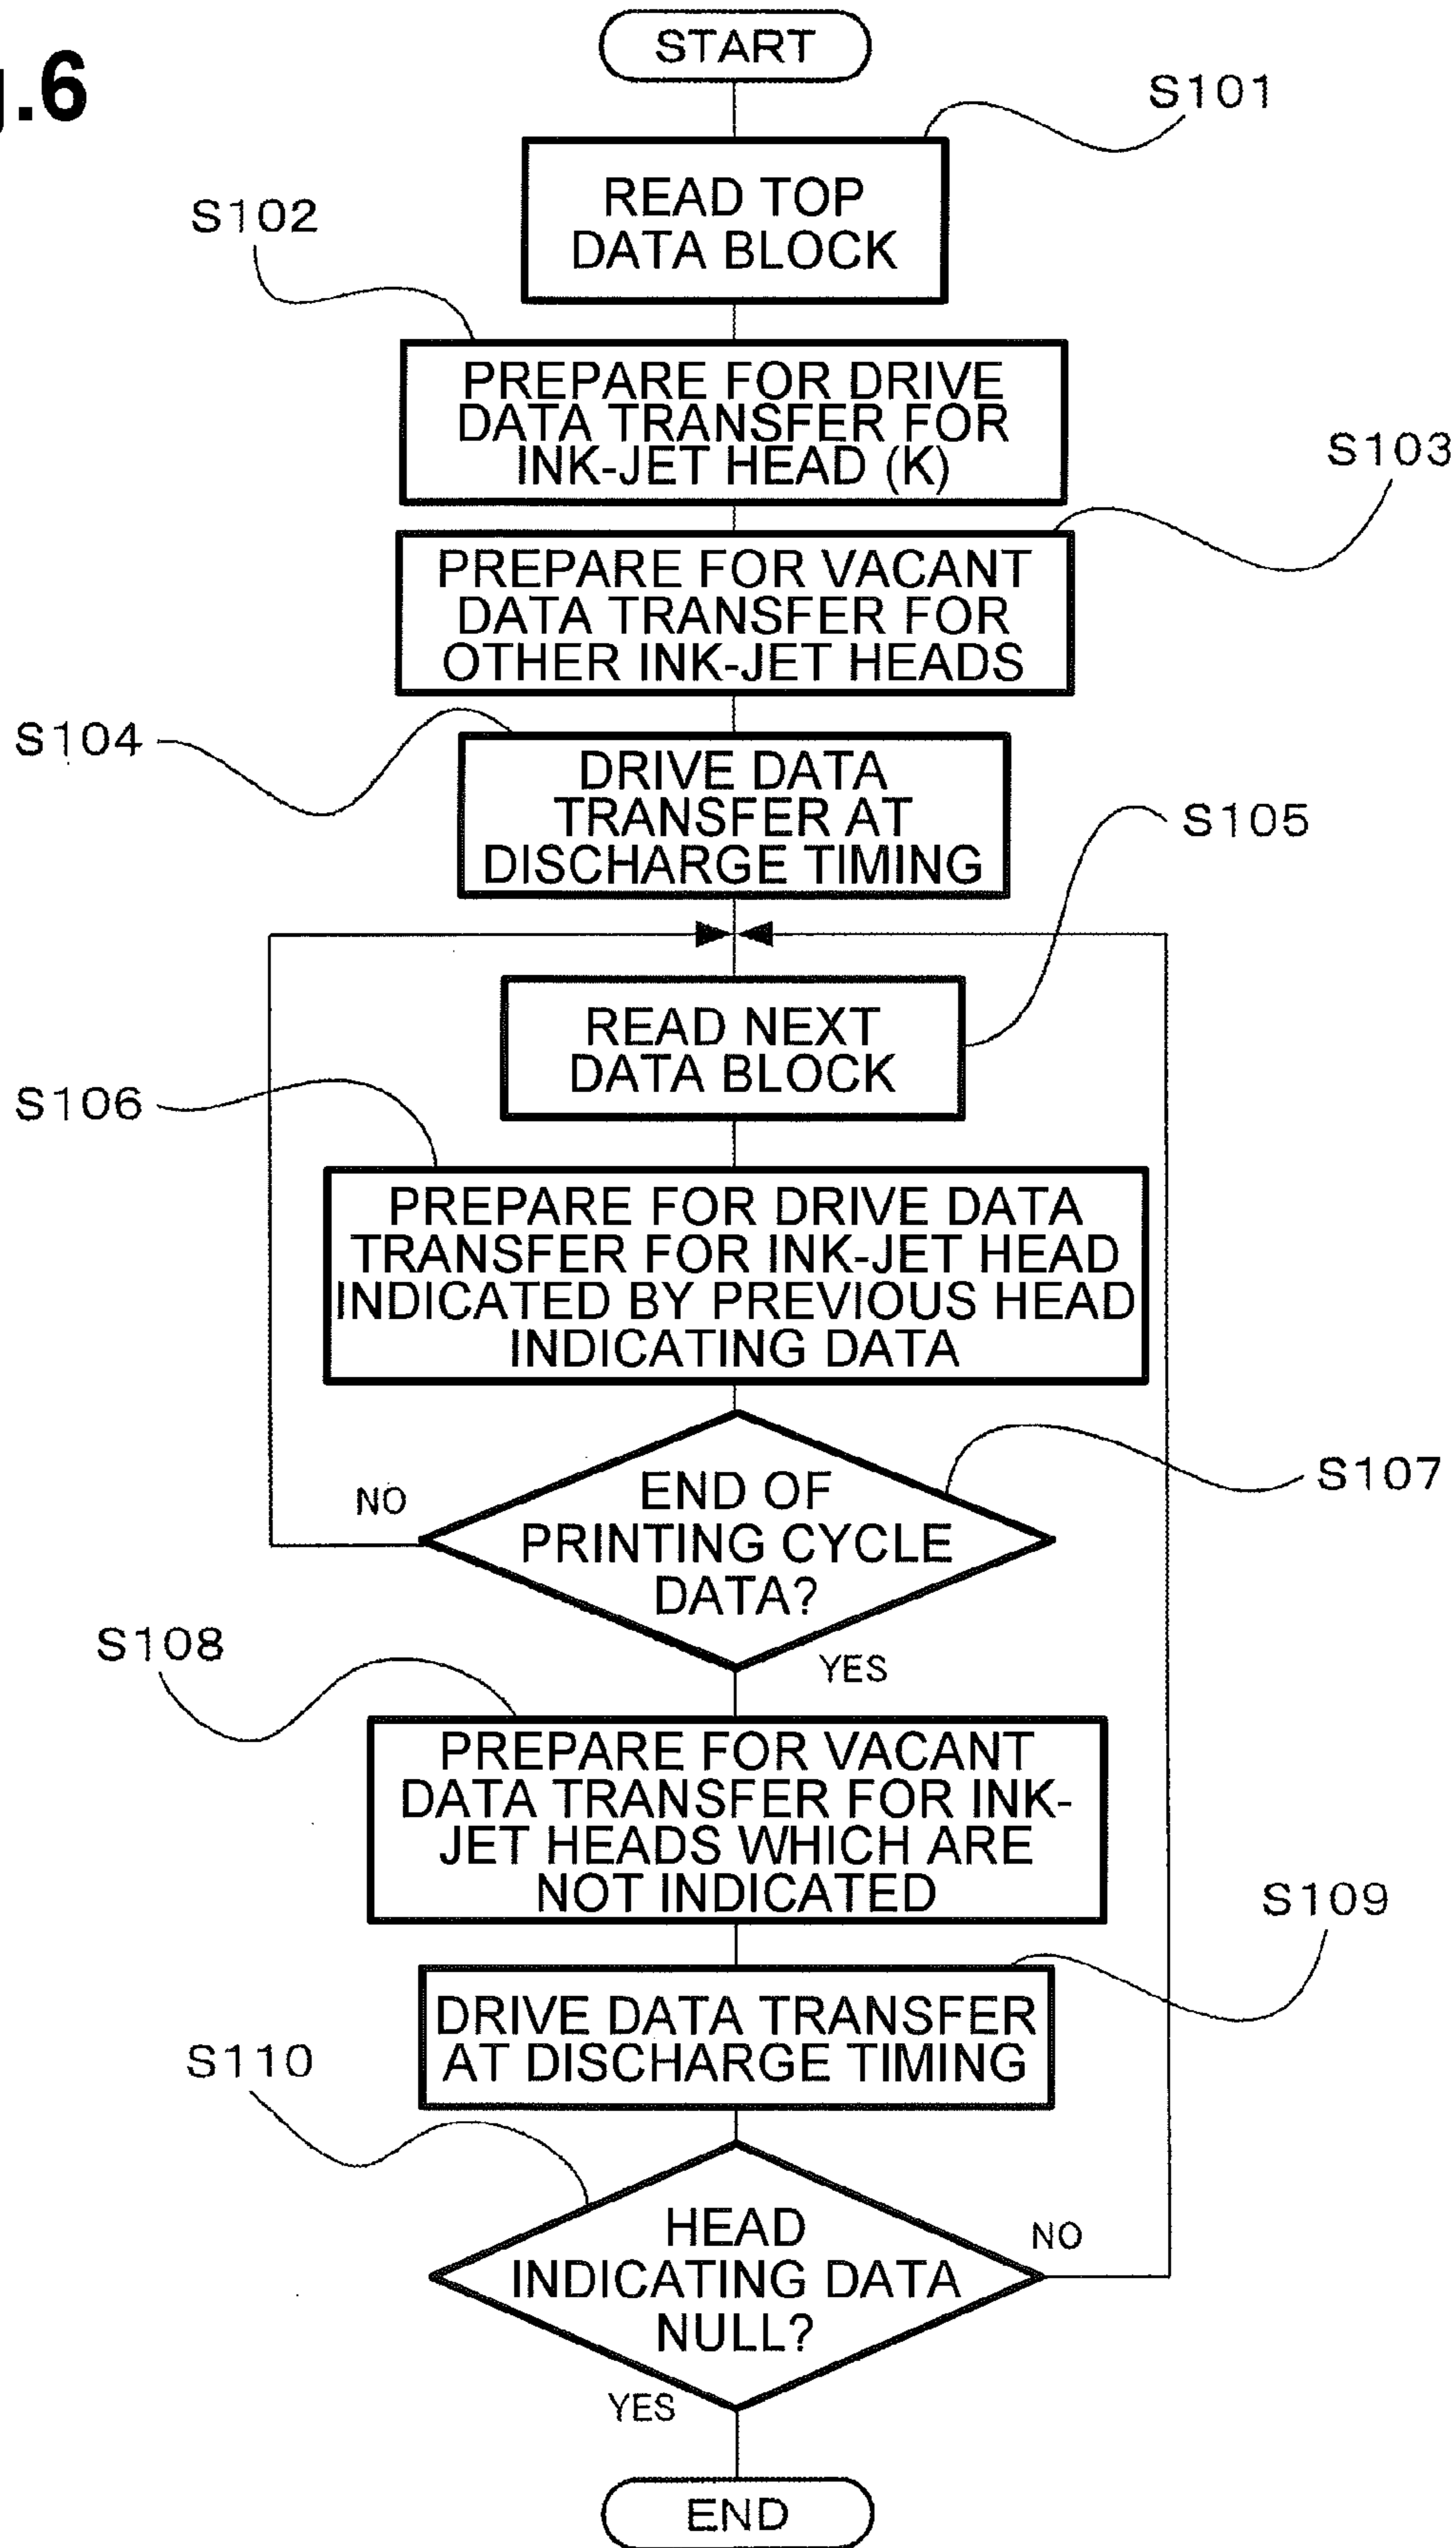 g.6
START
S101
READ TOP
DATA BLOCK
S102
PREPARE FOR DRIVE
DATA TRANSFER FOR
INK-JET HEAD (K)
S103
PREPARE FOR VACANT
DATA TRANSFER FOR
OTHER INK-JET HEADS
S104
DRIVE DATA
TRANSFER AT
DISCHARGE TIMING
S105
READ NEXT
DATA BLOCK
S106
PREPARE FOR DRIVE DATA
TRANSFER FOR INK-JET HEAD
INDICATED BY PREVIOUS HEAD
INDICATING DATA
S107
END OF
PRINTING CYCLE
DATA?
NO
YES
S108
PREPARE FOR VACANT
DATA TRANSFER FOR INK-
JET HEADS WHICH ARE
NOT INDICATED
S109
DRIVE DATA TRANSFER
AT DISCHARGE TIMING
S110
HEAD
INDICATING DATA
NULL?
NO
YES
END